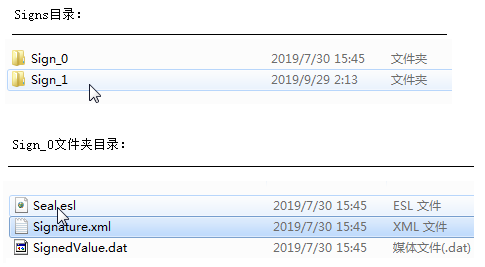 Signs目录:
Sign_0 2019/7/30 15:45 文件夹
Sign_1 2019/9/29 2:13 文件夹
Sign_0文件夹目录:
Seal.esl 2019/7/30 15:45 ESL 文件
Signature.xml 2019/7/30 15:45 XML 文件
SignedValue.dat 2019/7/30 15:45 媒体文件(.dat)